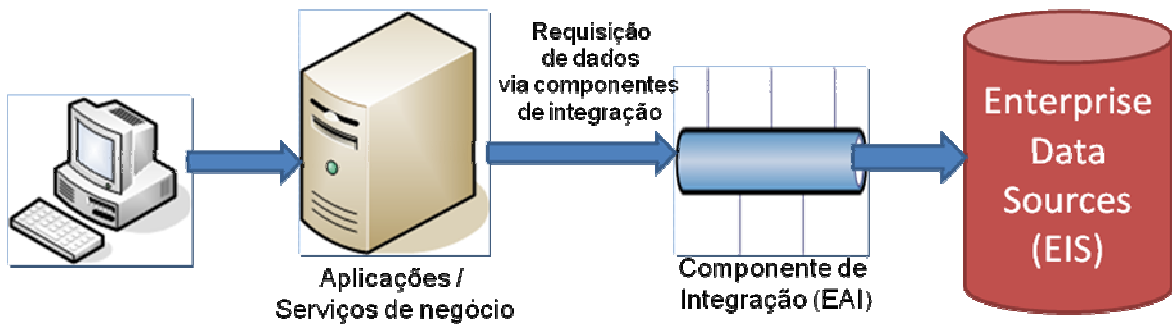 Requisição
de dados
via componentes
de integração
Aplicações /
Serviços de negócio
Componente de
Integração (EAI)
Enterprise
Data
Sources
(EIS)